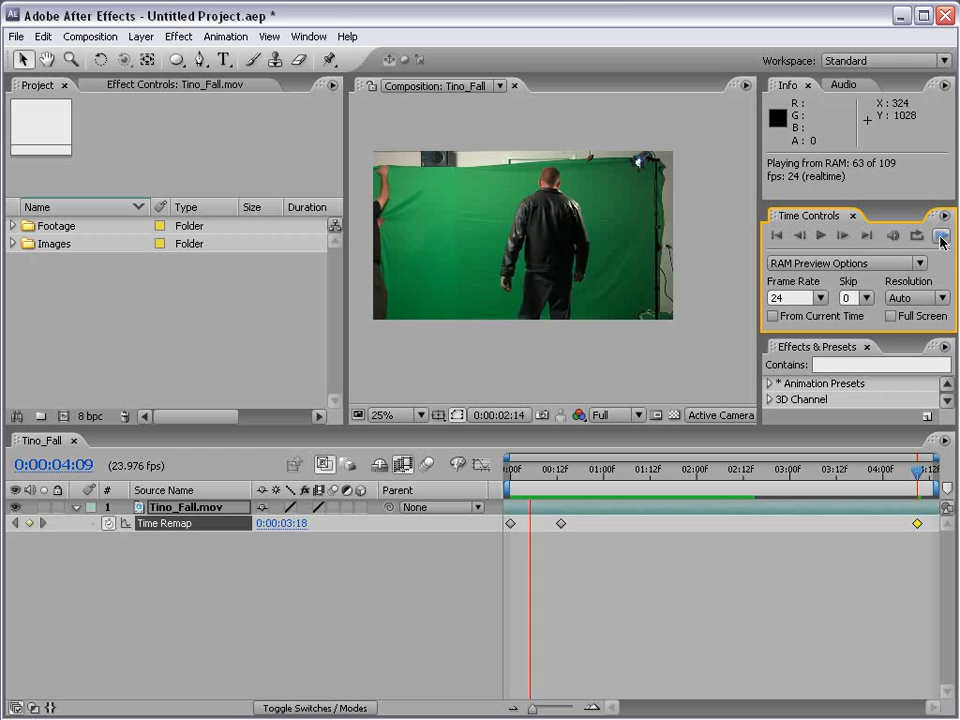 Adobe After Effects - Untitled Project.aep *
File Edit Composition Layer Effect Animation View Window Help
Workspace: Standard
Project × Effect Controls: Tino_Fall.mov
Composition: Tino_Fall
Info × Audio
R :
G :
B :
A : 0
X : 324
Y : 1028
Playing from RAM: 63 of 109
fps: 24 (realtime)
Name Type Size Duration
Footage Folder
Images Folder
Time Controls ×
RAM Preview Options
Frame Rate Skip Resolution
24 0 Auto
From Current Time Full Screen
Effects & Presets ×
Contains:
* Animation Presets
3D Channel
8 bpc
25% 0:00:02:14 Full Active Camera
Tino_Fall ×
0:00:04:09 (23.976 fps)
:00f 00:12f 01:00f 01:12f 02:00f 02:12f 03:00f 03:12f 04:00f :12f
# Source Name Parent
1 Tino_Fall.mov None
Time Remap 0:00:03:18
Toggle Switches / Modes